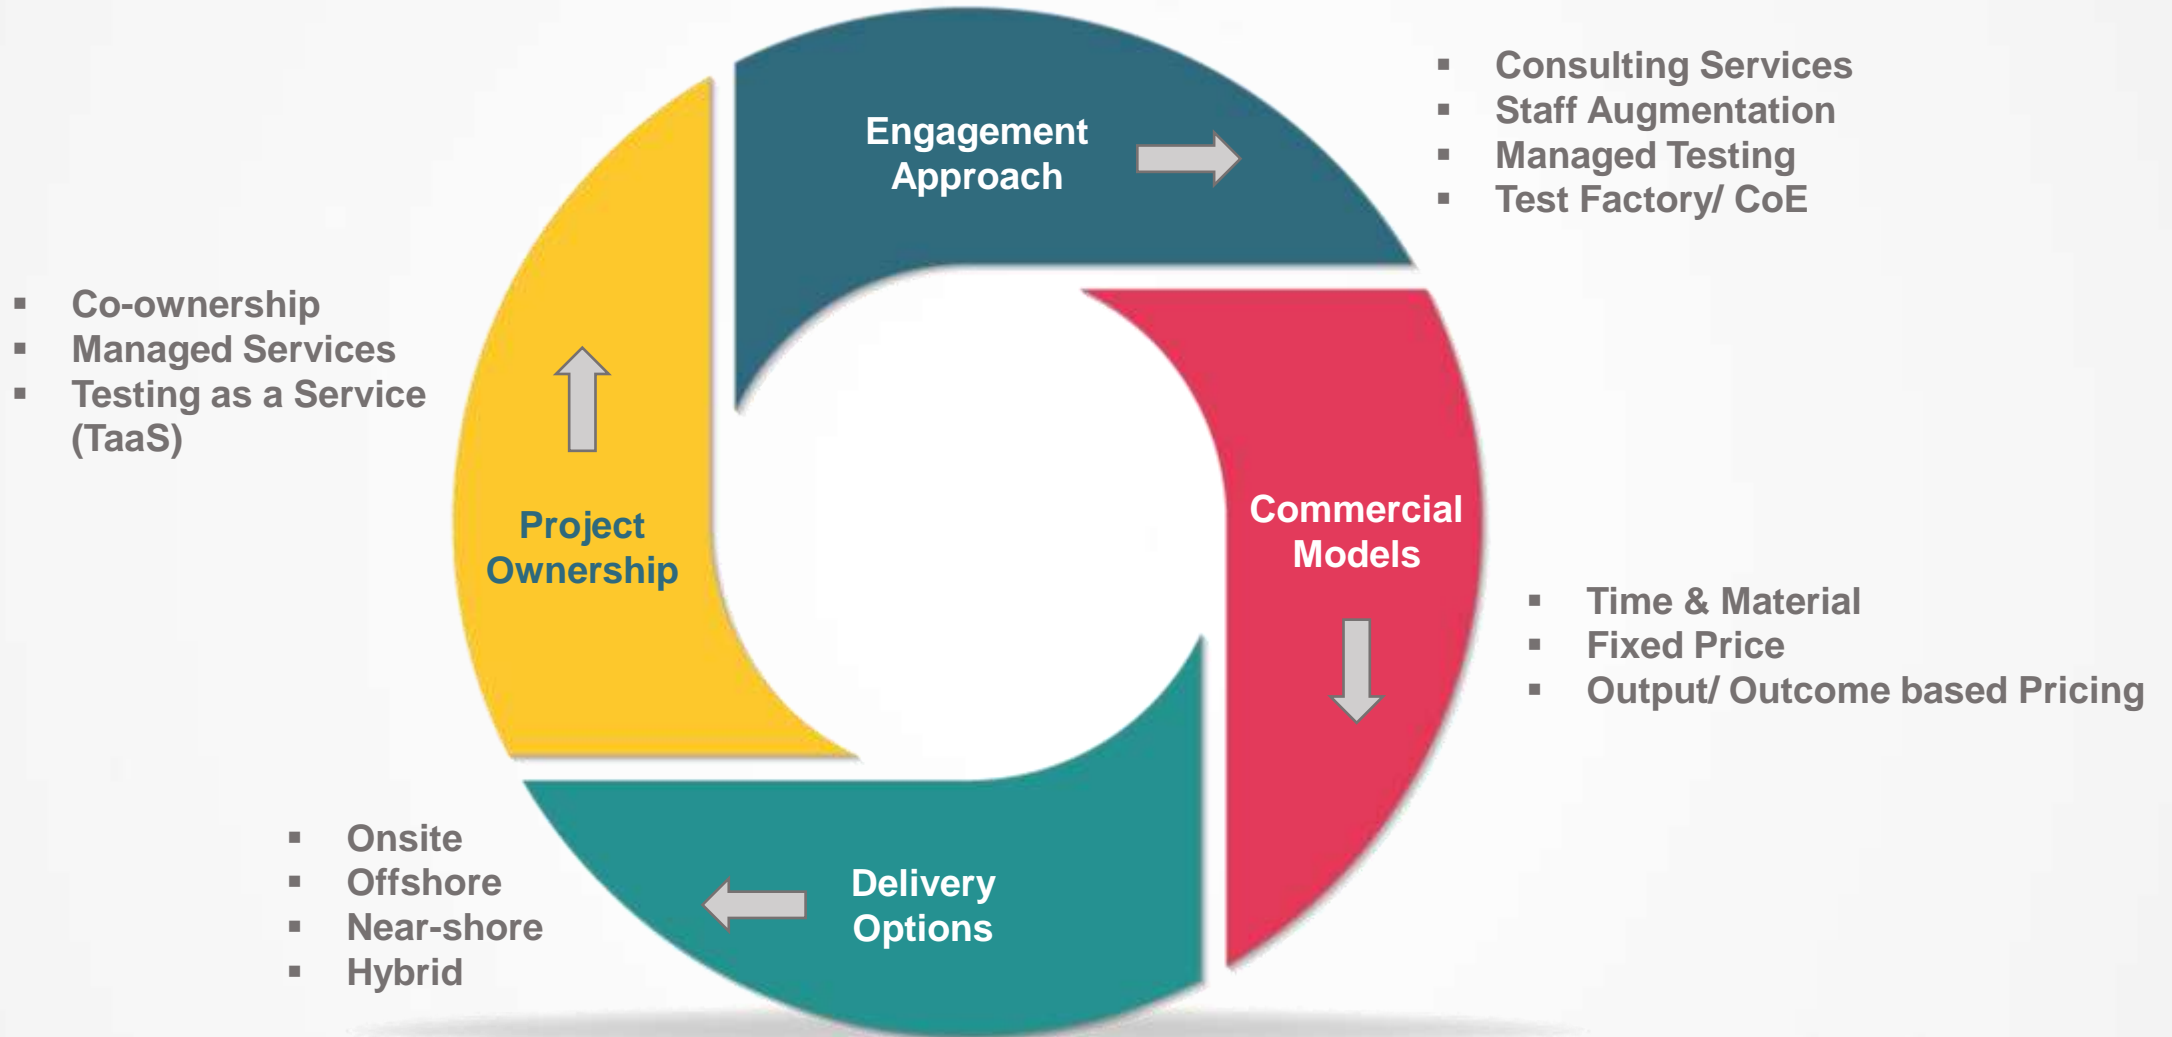 Engagement
Approach
▪ Consulting Services
▪ Staff Augmentation
▪ Managed Testing
▪ Test Factory/ CoE
Commercial
Models
▪ Time & Material
▪ Fixed Price
▪ Output/ Outcome based Pricing
Delivery
Options
▪ Onsite
▪ Offshore
▪ Near-shore
▪ Hybrid
Project
Ownership
▪ Co-ownership
▪ Managed Services
▪ Testing as a Service
(TaaS)